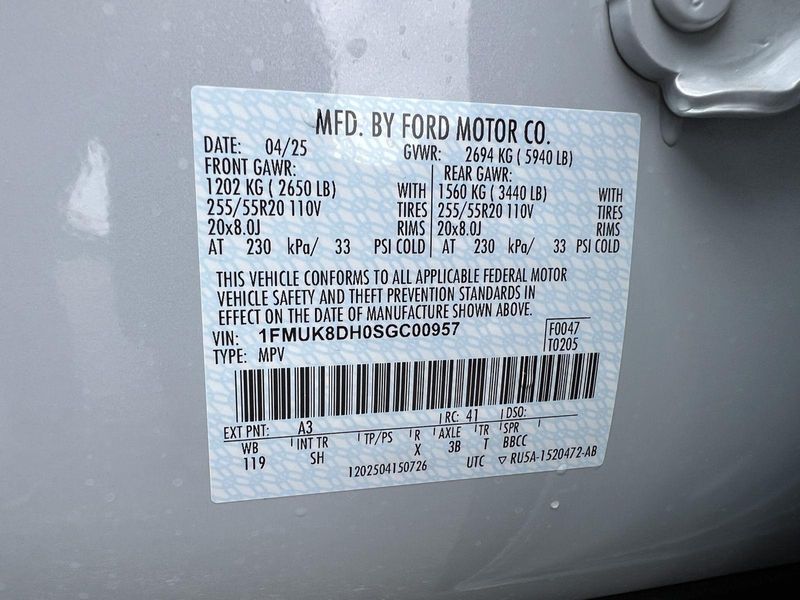 MFD. BY FORD MOTOR CO.
DATE: 04/25 GVWR: 2694 KG ( 5940 LB)
FRONT GAWR: REAR GAWR:
1202 KG ( 2650 LB) WITH 1560 KG ( 3440 LB) WITH
255/55R20 110V TIRES 255/55R20 110V TIRES
20x8.0J RIMS 20x8.0J RIMS
AT 230 kPa/ 33 PSI COLD AT 230 kPa/ 33 PSI COLD
THIS VEHICLE CONFORMS TO ALL APPLICABLE FEDERAL MOTOR
VEHICLE SAFETY AND THEFT PREVENTION STANDARDS IN
EFFECT ON THE DATE OF MANUFACTURE SHOWN ABOVE.
VIN: 1FMUK8DH0SGC00957 F0047
TYPE: MPV T0205
EXT PNT: A3 RC: 41 DSO:
WB INT TR TP/PS R AXLE TR SPR
119 SH X 3B T BBCC
1202504150726 UTC ▽ RU5A-1520472-AB